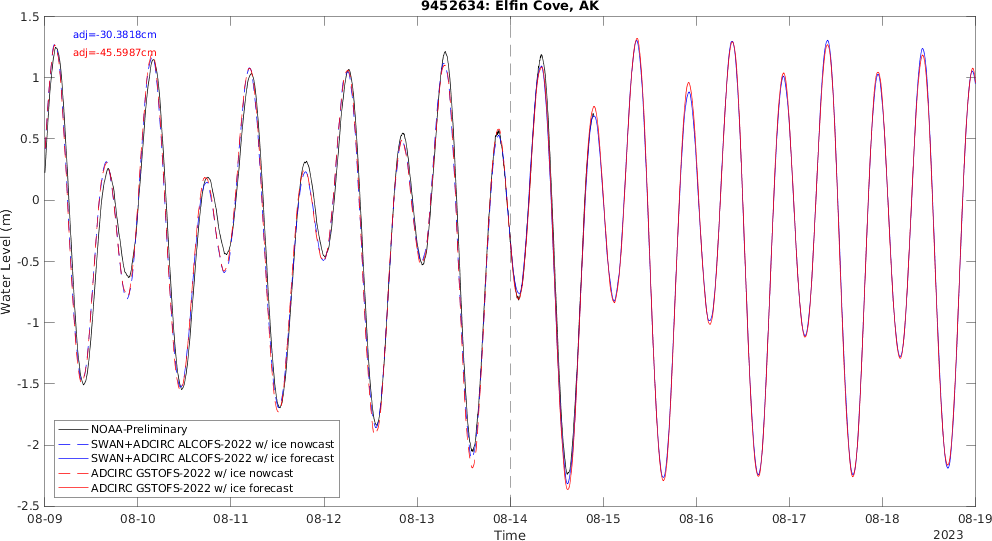 9452634: Elfin Cove, AK
adj=-30.3818cm
adj=-45.5987cm
Water Level (m)
1.5
1
0.5
0
-0.5
-1
-1.5
-2
-2.5
NOAA-Preliminary
SWAN+ADCIRC ALCOFS-2022 w/ ice nowcast
SWAN+ADCIRC ALCOFS-2022 w/ ice forecast
ADCIRC GSTOFS-2022 w/ ice nowcast
ADCIRC GSTOFS-2022 w/ ice forecast
08-09 08-10 08-11 08-12 08-13 08-14 08-15 08-16 08-17 08-18 08-19
Time
2023